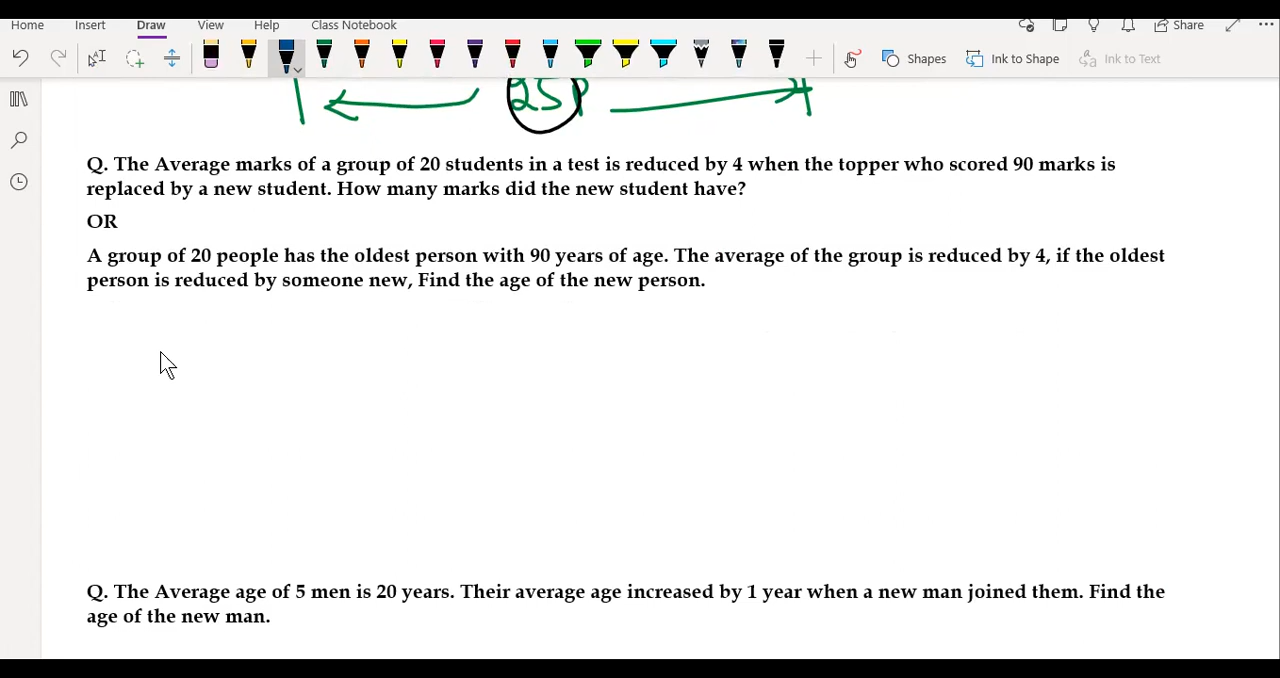 Home Insert Draw View Help Class Notebook Share
Shapes Ink to Shape Ink to Text
25P
Q. The Average marks of a group of 20 students in a test is reduced by 4 when the topper who scored 90 marks is
replaced by a new student. How many marks did the new student have?
OR
A group of 20 people has the oldest person with 90 years of age. The average of the group is reduced by 4, if the oldest
person is reduced by someone new, Find the age of the new person.
Q. The Average age of 5 men is 20 years. Their average age increased by 1 year when a new man joined them. Find the
age of the new man.